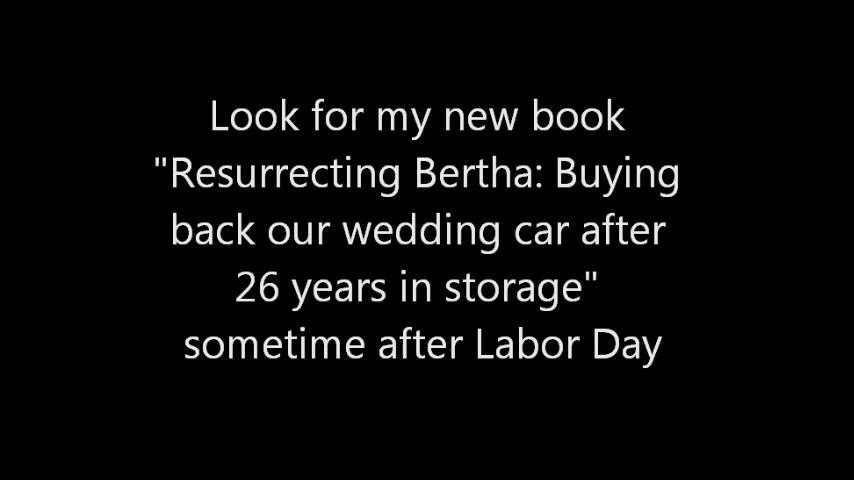 Look for my new book
"Resurrecting Bertha: Buying
back our wedding car after
26 years in storage"
sometime after Labor Day